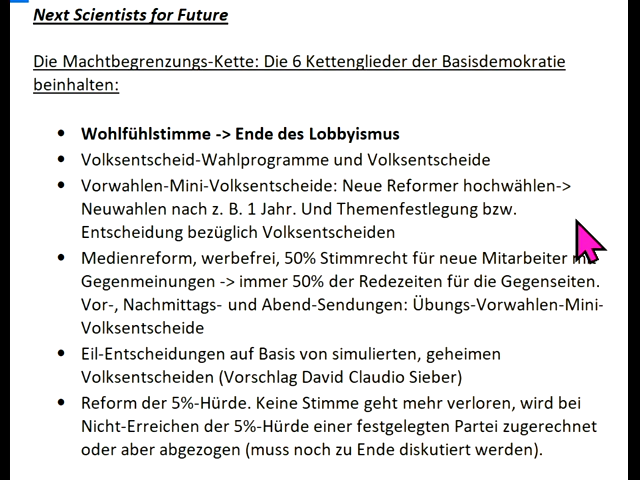 Next Scientists for Future
Die Machtbegrenzungs-Kette: Die 6 Kettenglieder der Basisdemokratie
beinhalten:
• Wohlfühlstimme -> Ende des Lobbyismus
• Volksentscheid-Wahlprogramme und Volksentscheide
• Vorwahlen-Mini-Volksentscheide: Neue Reformer hochwählen->
Neuwahlen nach z. B. 1 Jahr. Und Themenfestlegung bzw.
Entscheidung bezüglich Volksentscheiden
• Medienreform, werbefrei, 50% Stimmrecht für neue Mitarbeiter
Gegenmeinungen -> immer 50% der Redezeiten für die Gegenseiten.
Vor-, Nachmittags- und Abend-Sendungen: Übungs-Vorwahlen-Mini-
Volksentscheide
• Eil-Entscheidungen auf Basis von simulierten, geheimen
Volksentscheiden (Vorschlag David Claudio Sieber)
• Reform der 5%-Hürde. Keine Stimme geht mehr verloren, wird bei
Nicht-Erreichen der 5%-Hürde einer festgelegten Partei zugerechnet
oder aber abgezogen (muss noch zu Ende diskutiert werden).